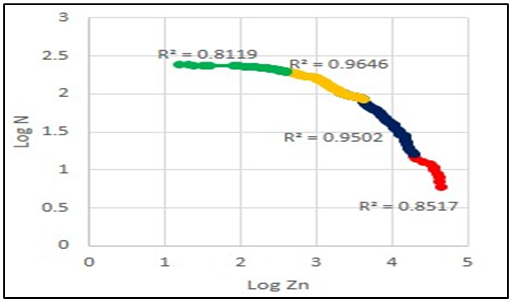 3
2.5
2
1.5
1
0.5
0
Log N
R² = 0.8119
R² = 0.9646
R² = 0.9502
R² = 0.8517
0 1 2 3 4 5
Log Zn